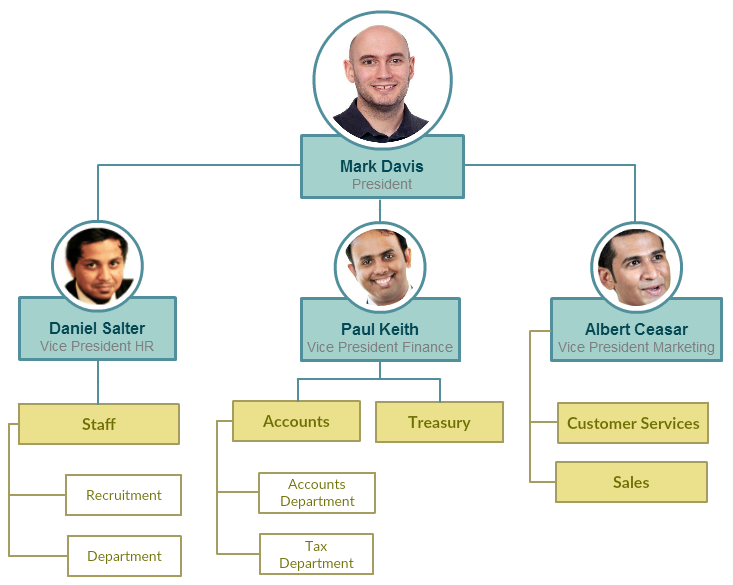 Mark Davis
President
Daniel Salter
Vice President HR
Paul Keith
Vice President Finance
Albert Ceasar
Vice President Marketing
Staff
Accounts
Treasury
Customer Services
Recruitment
Accounts
Department
Sales
Department
Tax
Department